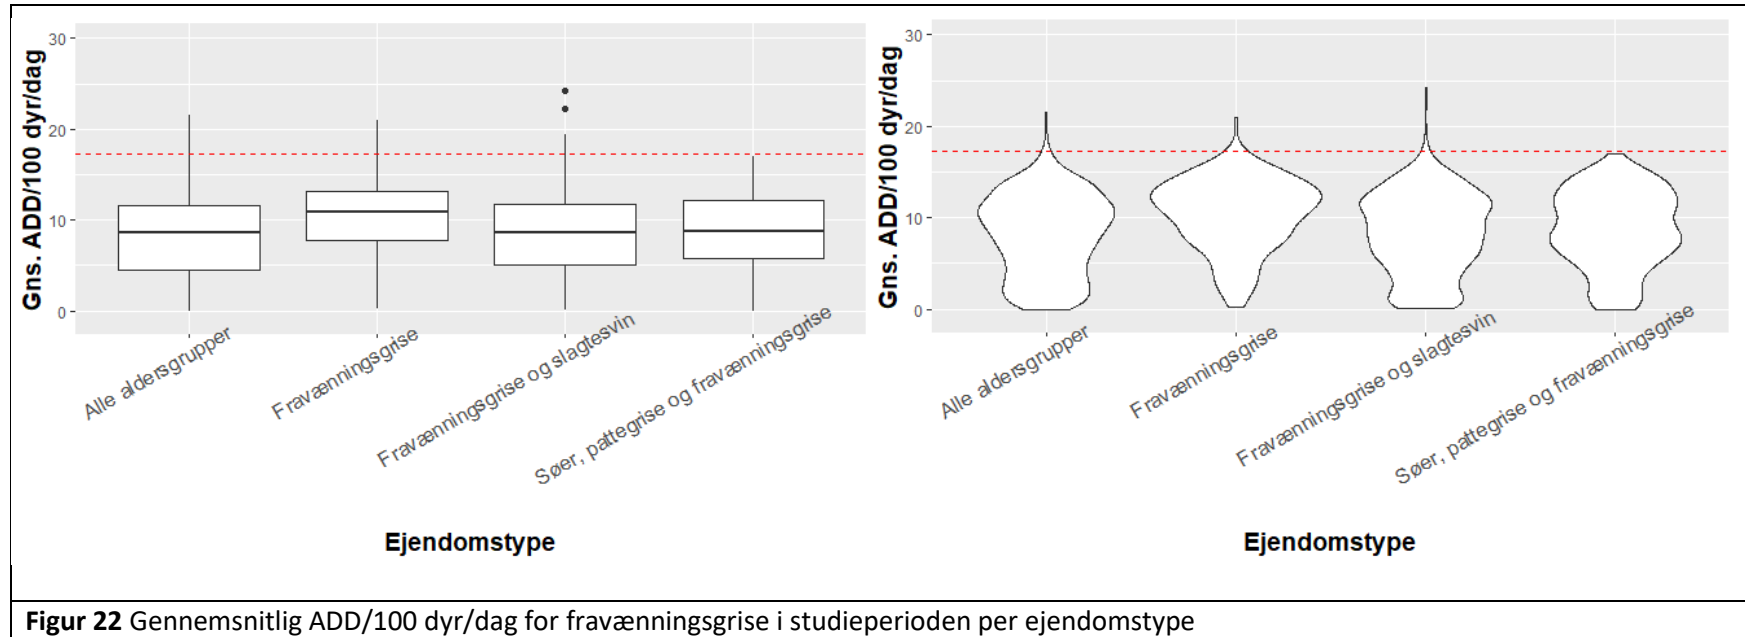 Gns. ADD/100 dyr/dag
30
20
10
0
Alle aldersgrupper
Fravænningsgrise
Fravænningsgrise og slagtesvin
Søer, pattegrise og fravænningsgrise
Ejendomstype
Gns. ADD/100 dyr/dag
30
20
10
0
Alle aldersgrupper
Fravænningsgrise
Fravænningsgrise og slagtesvin
Søer, pattegrise og fravænningsgrise
Ejendomstype
Figur 22 Gennemsnitlig ADD/100 dyr/dag for fravænningsgrise i studieperioden per ejendomstype